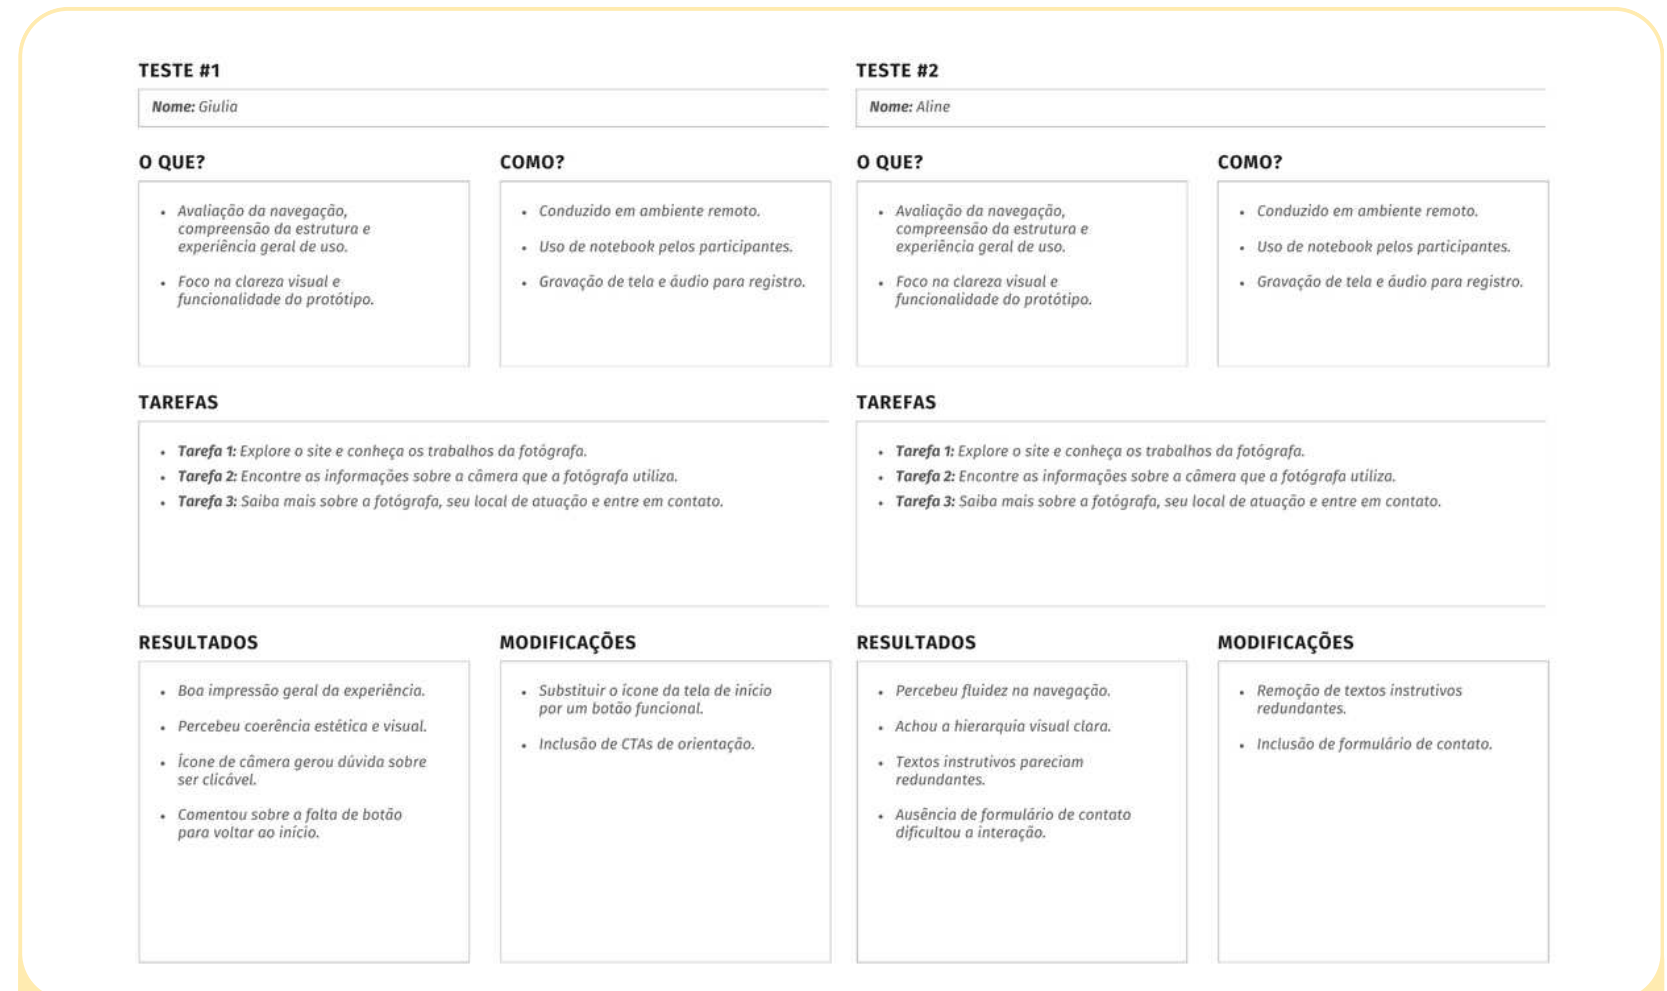 TESTE #1
Nome: Giulia
O QUE?
• Avaliação da navegação,
compreensão da estrutura e
experiência geral de uso.
• Foco na clareza visual e
funcionalidade do protótipo.
COMO?
• Conduzido em ambiente remoto.
• Uso de notebook pelos participantes.
• Gravação de tela e áudio para registro.
TAREFAS
• Tarefa 1: Explore o site e conheça os trabalhos da fotógrafa.
• Tarefa 2: Encontre as informações sobre a câmera que a fotógrafa utiliza.
• Tarefa 3: Saiba mais sobre a fotógrafa, seu local de atuação e entre em contato.
RESULTADOS
• Boa impressão geral da experiência.
• Percebeu coerência estética e visual.
• Ícone de câmera gerou dúvida sobre
ser clicável.
• Comentou sobre a falta de botão
para voltar ao início.
MODIFICAÇÕES
• Substituir o ícone da tela de início
por um botão funcional.
• Inclusão de CTAs de orientação.
TESTE #2
Nome: Aline
O QUE?
• Avaliação da navegação,
compreensão da estrutura e
experiência geral de uso.
• Foco na clareza visual e
funcionalidade do protótipo.
COMO?
• Conduzido em ambiente remoto.
• Uso de notebook pelos participantes.
• Gravação de tela e áudio para registro.
TAREFAS
• Tarefa 1: Explore o site e conheça os trabalhos da fotógrafa.
• Tarefa 2: Encontre as informações sobre a câmera que a fotógrafa utiliza.
• Tarefa 3: Saiba mais sobre a fotógrafa, seu local de atuação e entre em contato.
RESULTADOS
• Percebeu fluidez na navegação.
• Achou a hierarquia visual clara.
• Textos instrutivos pareciam
redundantes.
• Ausência de formulário de contato
dificultou a interação.
MODIFICAÇÕES
• Remoção de textos instrutivos
redundantes.
• Inclusão de formulário de contato.